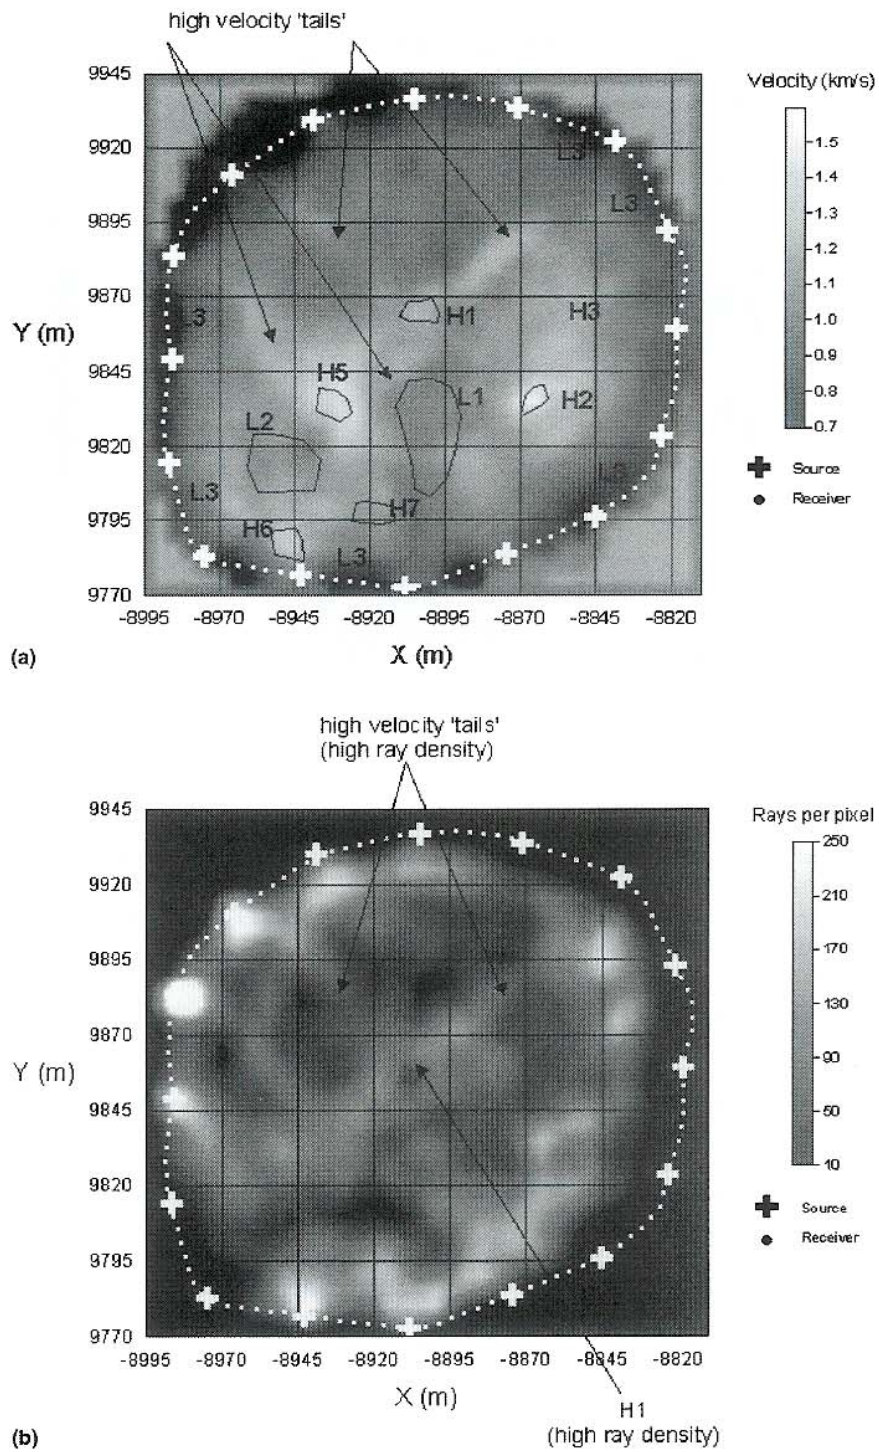 high velocity 'tails'
9945
9920
9895
9870
9845
9820
9795
9770
Y (m)
-8995 -8970 -8945 -8920 -8895 -8870 -8845 -8820
X (m)
L3
L3
L3
H1
H3
H5
L1
H2
L2
L3
L3
H7
H6
L3
Velocity (km/s)
1.5
1.4
1.3
1.2
1.1
1.0
0.9
0.8
0.7
Source
Receiver
(a)
high velocity 'tails'
(high ray density)
9945
9920
9895
9870
9845
9820
9795
9770
Y (m)
-8995 -8970 -8945 -8920 -8895 -8870 -8845 -8820
X (m)
Rays per pixel
250
210
170
130
90
50
10
Source
Receiver
H1
(high ray density)
(b)